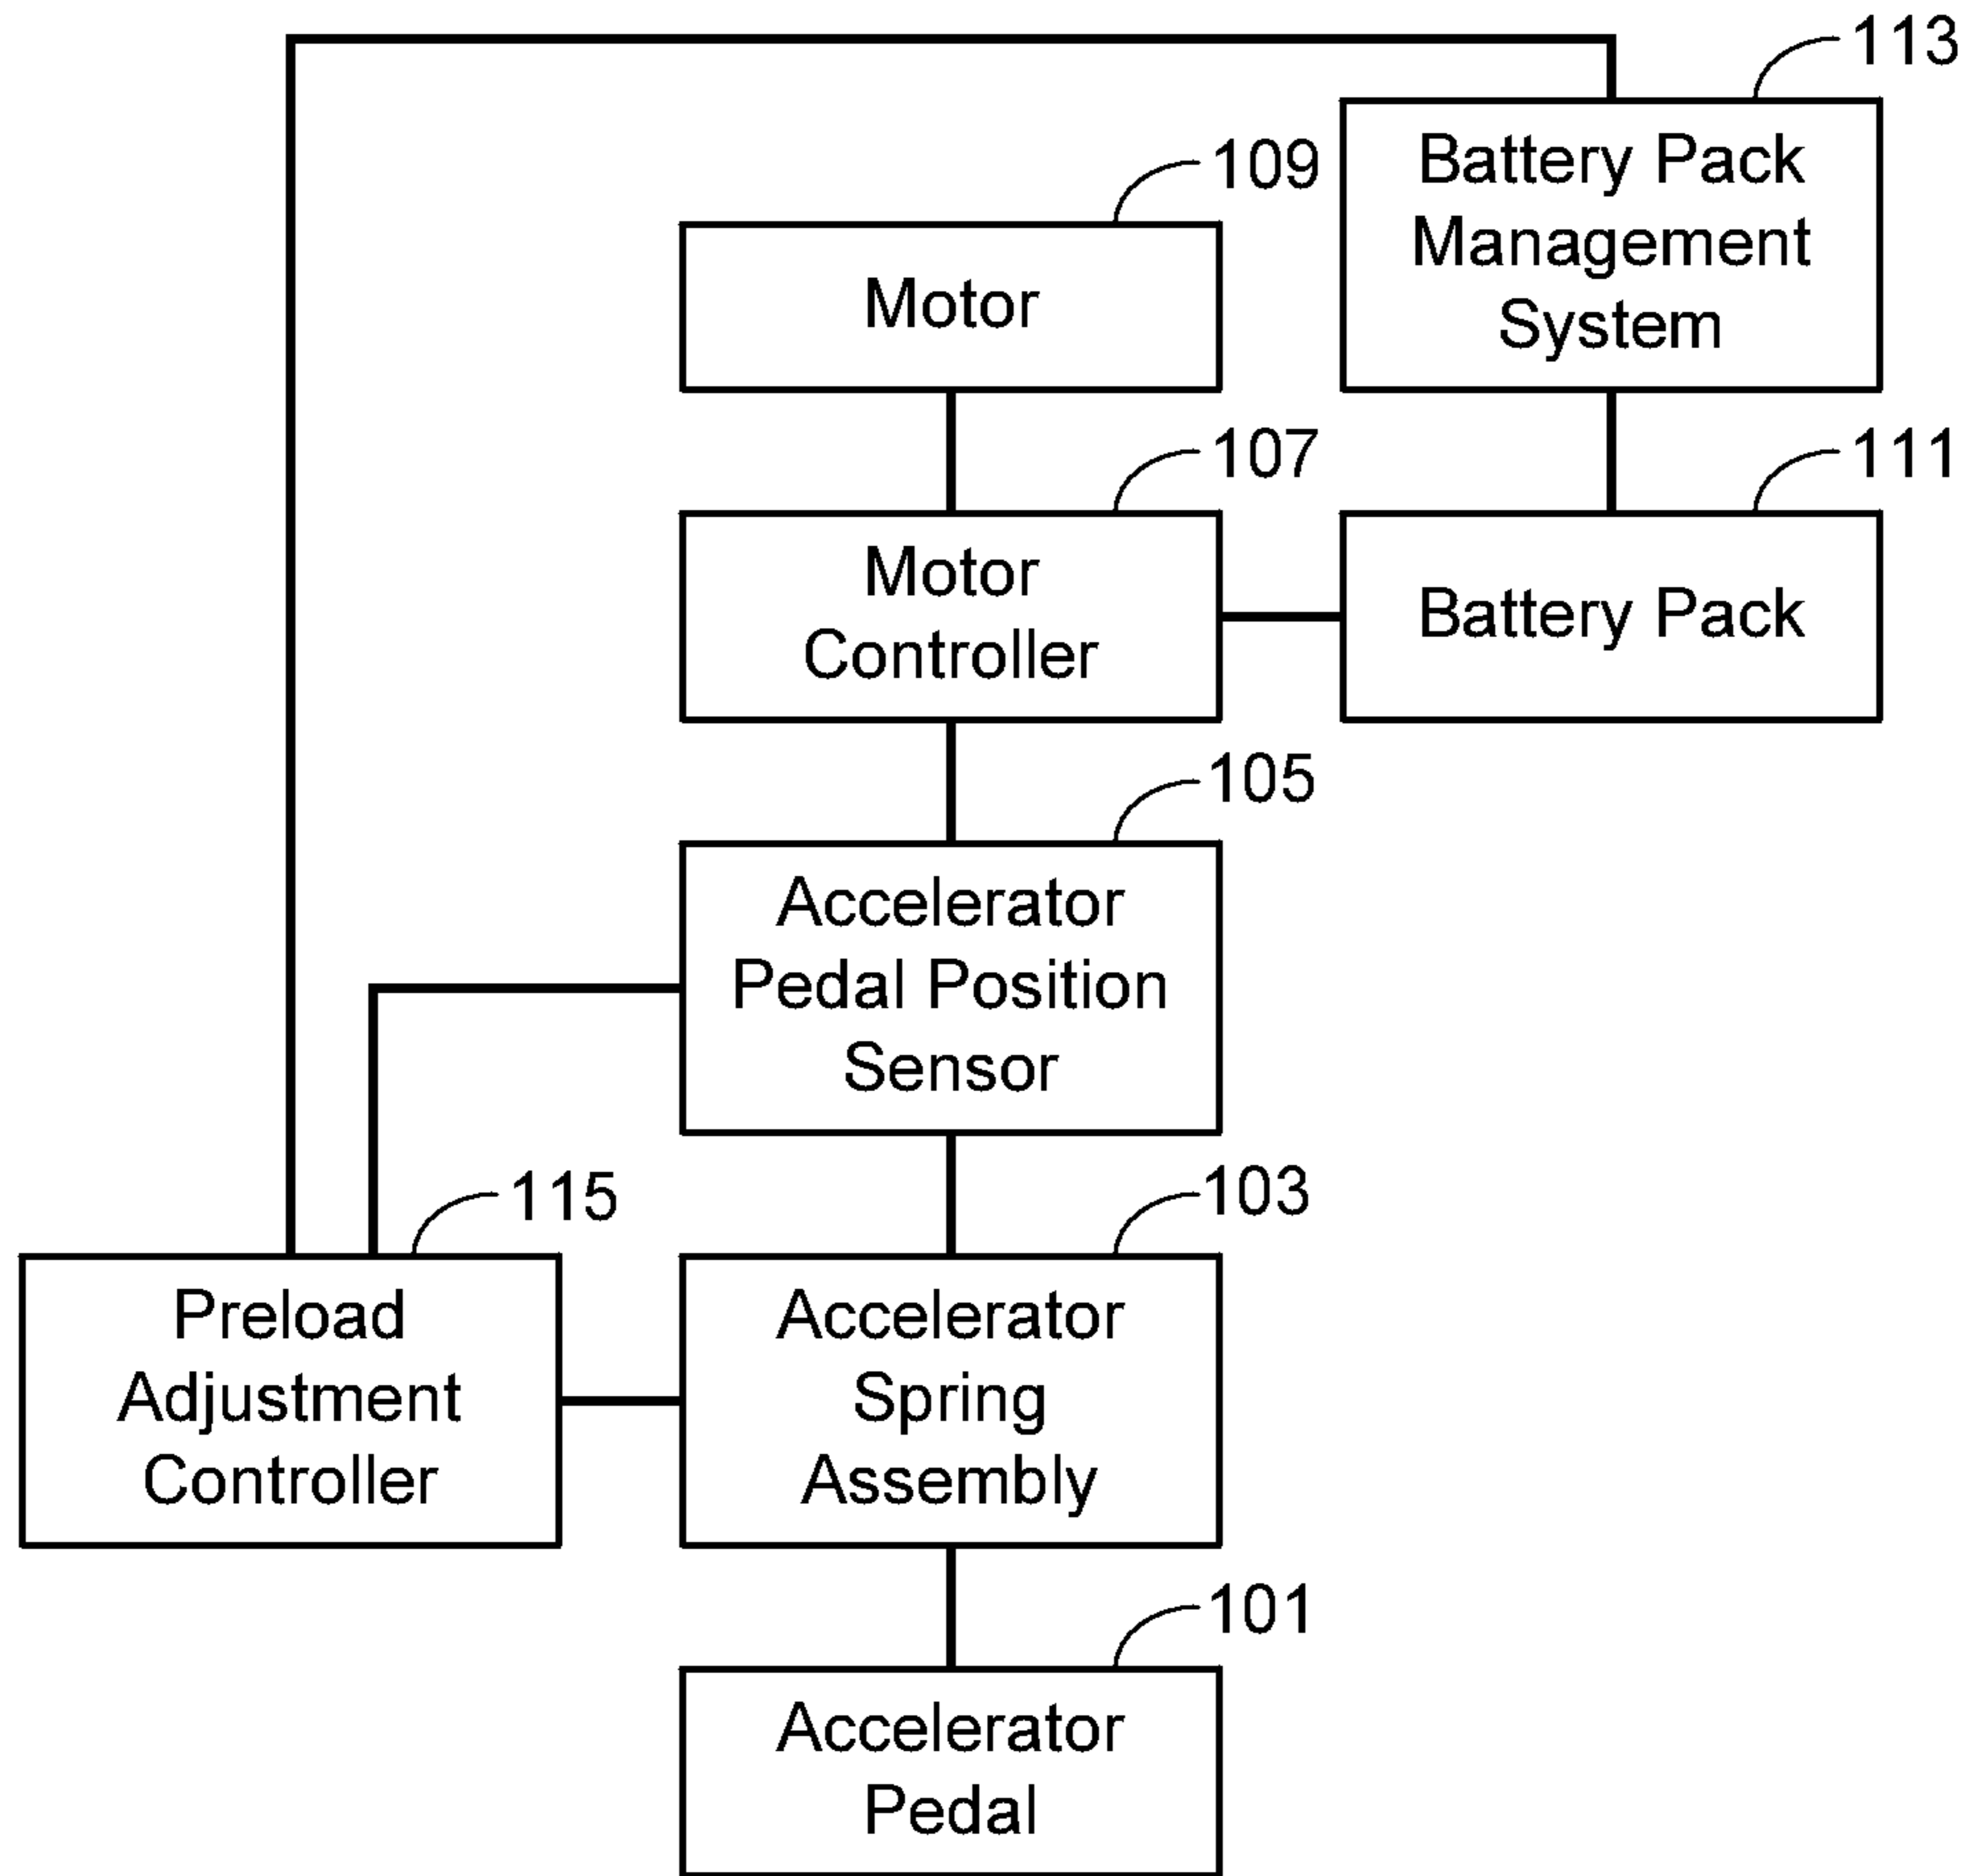 113
Battery Pack
Management
System
109
Motor
107
Motor
Controller
111
Battery Pack
105
Accelerator
Pedal Position
Sensor
115
Preload
Adjustment
Controller
103
Accelerator
Spring
Assembly
101
Accelerator
Pedal